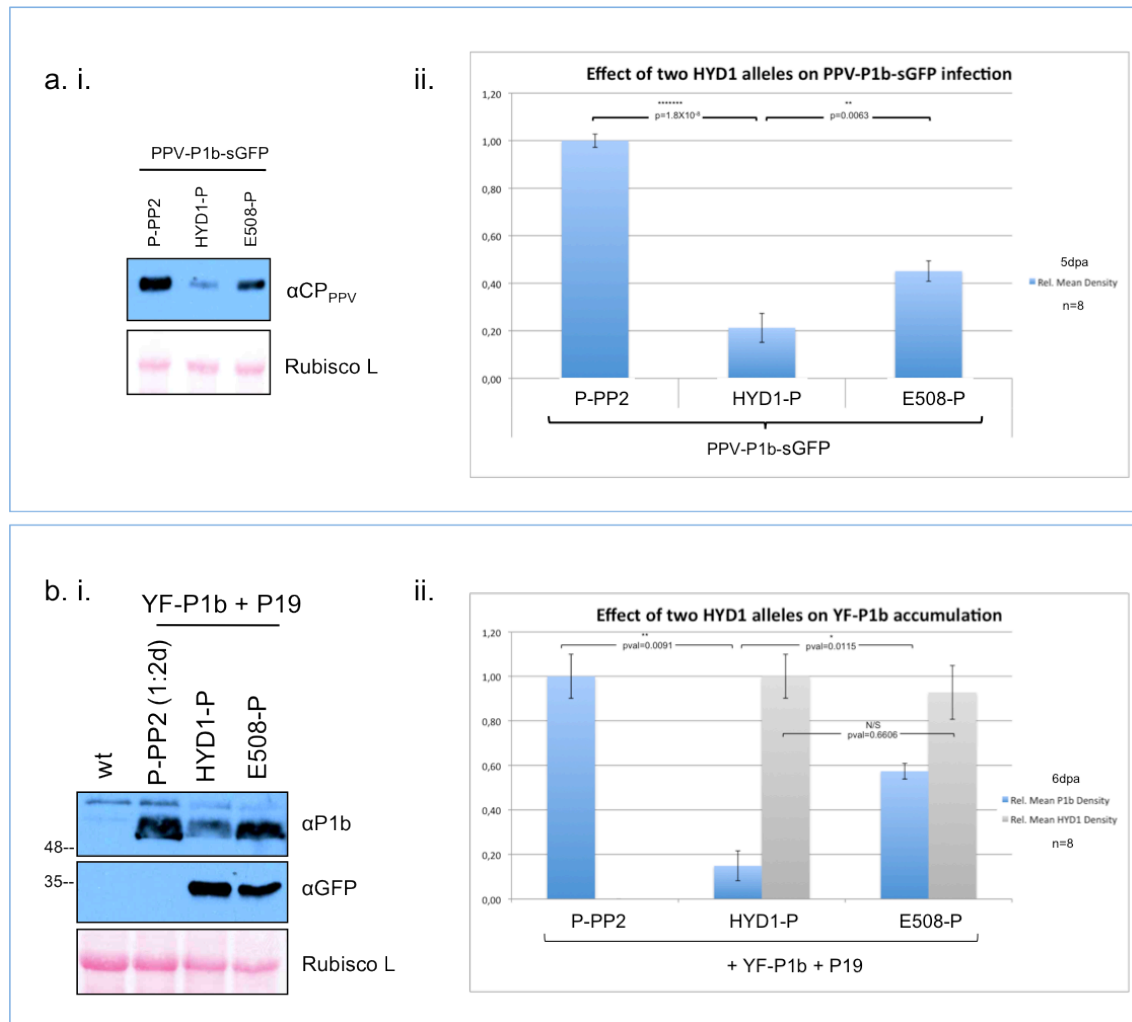 a. i.
PPV-P1b-sGFP
P-PP2
HYD1-P
E508-P
αCPPPV
Rubisco L
ii.
Effect of two HYD1 alleles on PPV-P1b-sGFP infection
1,20
1,00
0,80
0,60
0,40
0,20
0,00
*******
p=1.8X10-8
**
p=0.0063
5dpa
Rel. Mean Density
n=8
P-PP2 HYD1-P E508-P
PPV-P1b-sGFP
b. i.
YF-P1b + P19
wt
P-PP2 (1:2d)
HYD1-P
E508-P
48--
αP1b
35--
αGFP
Rubisco L
ii.
Effect of two HYD1 alleles on YF-P1b accumulation
1,20
1,00
0,80
0,60
0,40
0,20
0,00
**
pval=0.0091
*
pval=0.0115
N/S
pval=0.6606
6dpa
Rel. Mean P1b Density
Rel. Mean HYD1 Density
n=8
P-PP2 HYD1-P E508-P
+ YF-P1b + P19